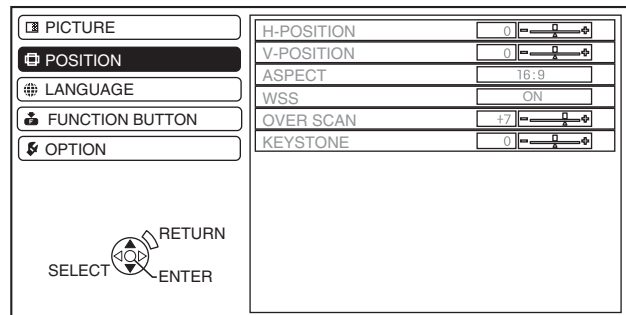 PICTURE
POSITION
LANGUAGE
FUNCTION BUTTON
OPTION
RETURN
SELECT
ENTER
H-POSITION 0
V-POSITION 0
ASPECT 16:9
WSS ON
OVER SCAN +7
KEYSTONE 0